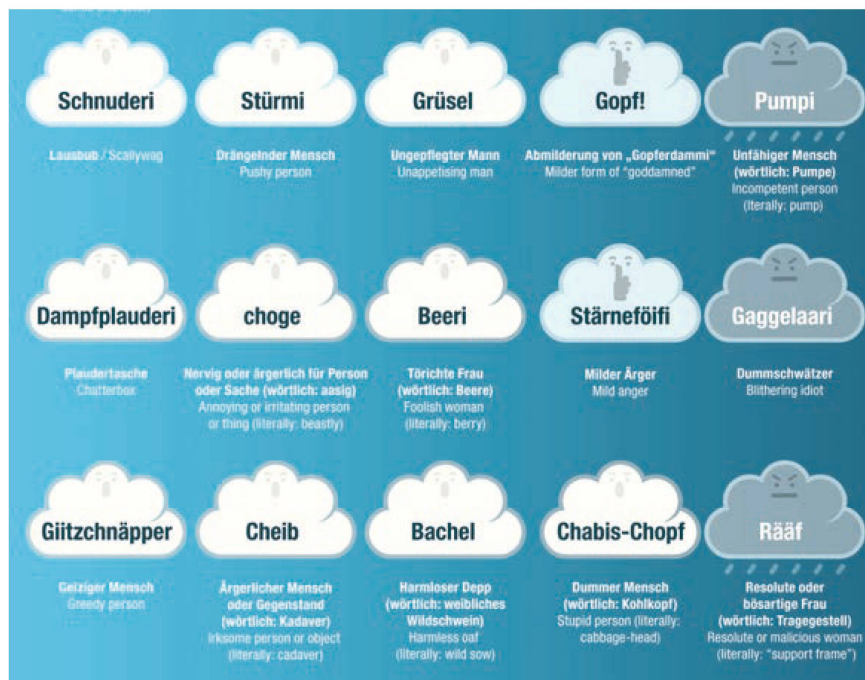 Schnuderi
Stürmi
Grüsel
Gopf!
Pumpi
Lausbub / Scallywag
Drängelnder Mensch
Pushy person
Ungepflegter Mann
Unappetising man
Abmilderung von „Gopferdammi“
Milder form of “goddamned”
Unfähiger Mensch
(wörtlich: Pumpe)
Incompetent person
(literally: pump)
Dampfplauderi
choge
Beeri
Stärneföifi
Gaggelaari
Plaudertasche
Chatterbox
Nervig oder ärgerlich für Person
oder Sache (wörtlich: aasig)
Annoying or irritating person
or thing (literally: beastly)
Törichte Frau
(wörtlich: Beere)
Foolish woman
(literally: berry)
Milder Ärger
Mild anger
Dummschwätzer
Blithering idiot
Giitzchnäpper
Cheib
Bachel
Chabis-Chopf
Rääf
Geiziger Mensch
Greedy person
Ärgerlicher Mensch
oder Gegenstand
(wörtlich: Kadaver)
Irksome person or object
(literally: cadaver)
Harmloser Depp
(wörtlich: weibliches
Wildschwein)
Harmless oaf
(literally: wild sow)
Dummer Mensch
(wörtlich: Kohlkopf)
Stupid person (literally:
cabbage-head)
Resolute oder
bösartige Frau
(wörtlich: Tragegestell)
Resolute or malicious woman
(literally: “support frame”)